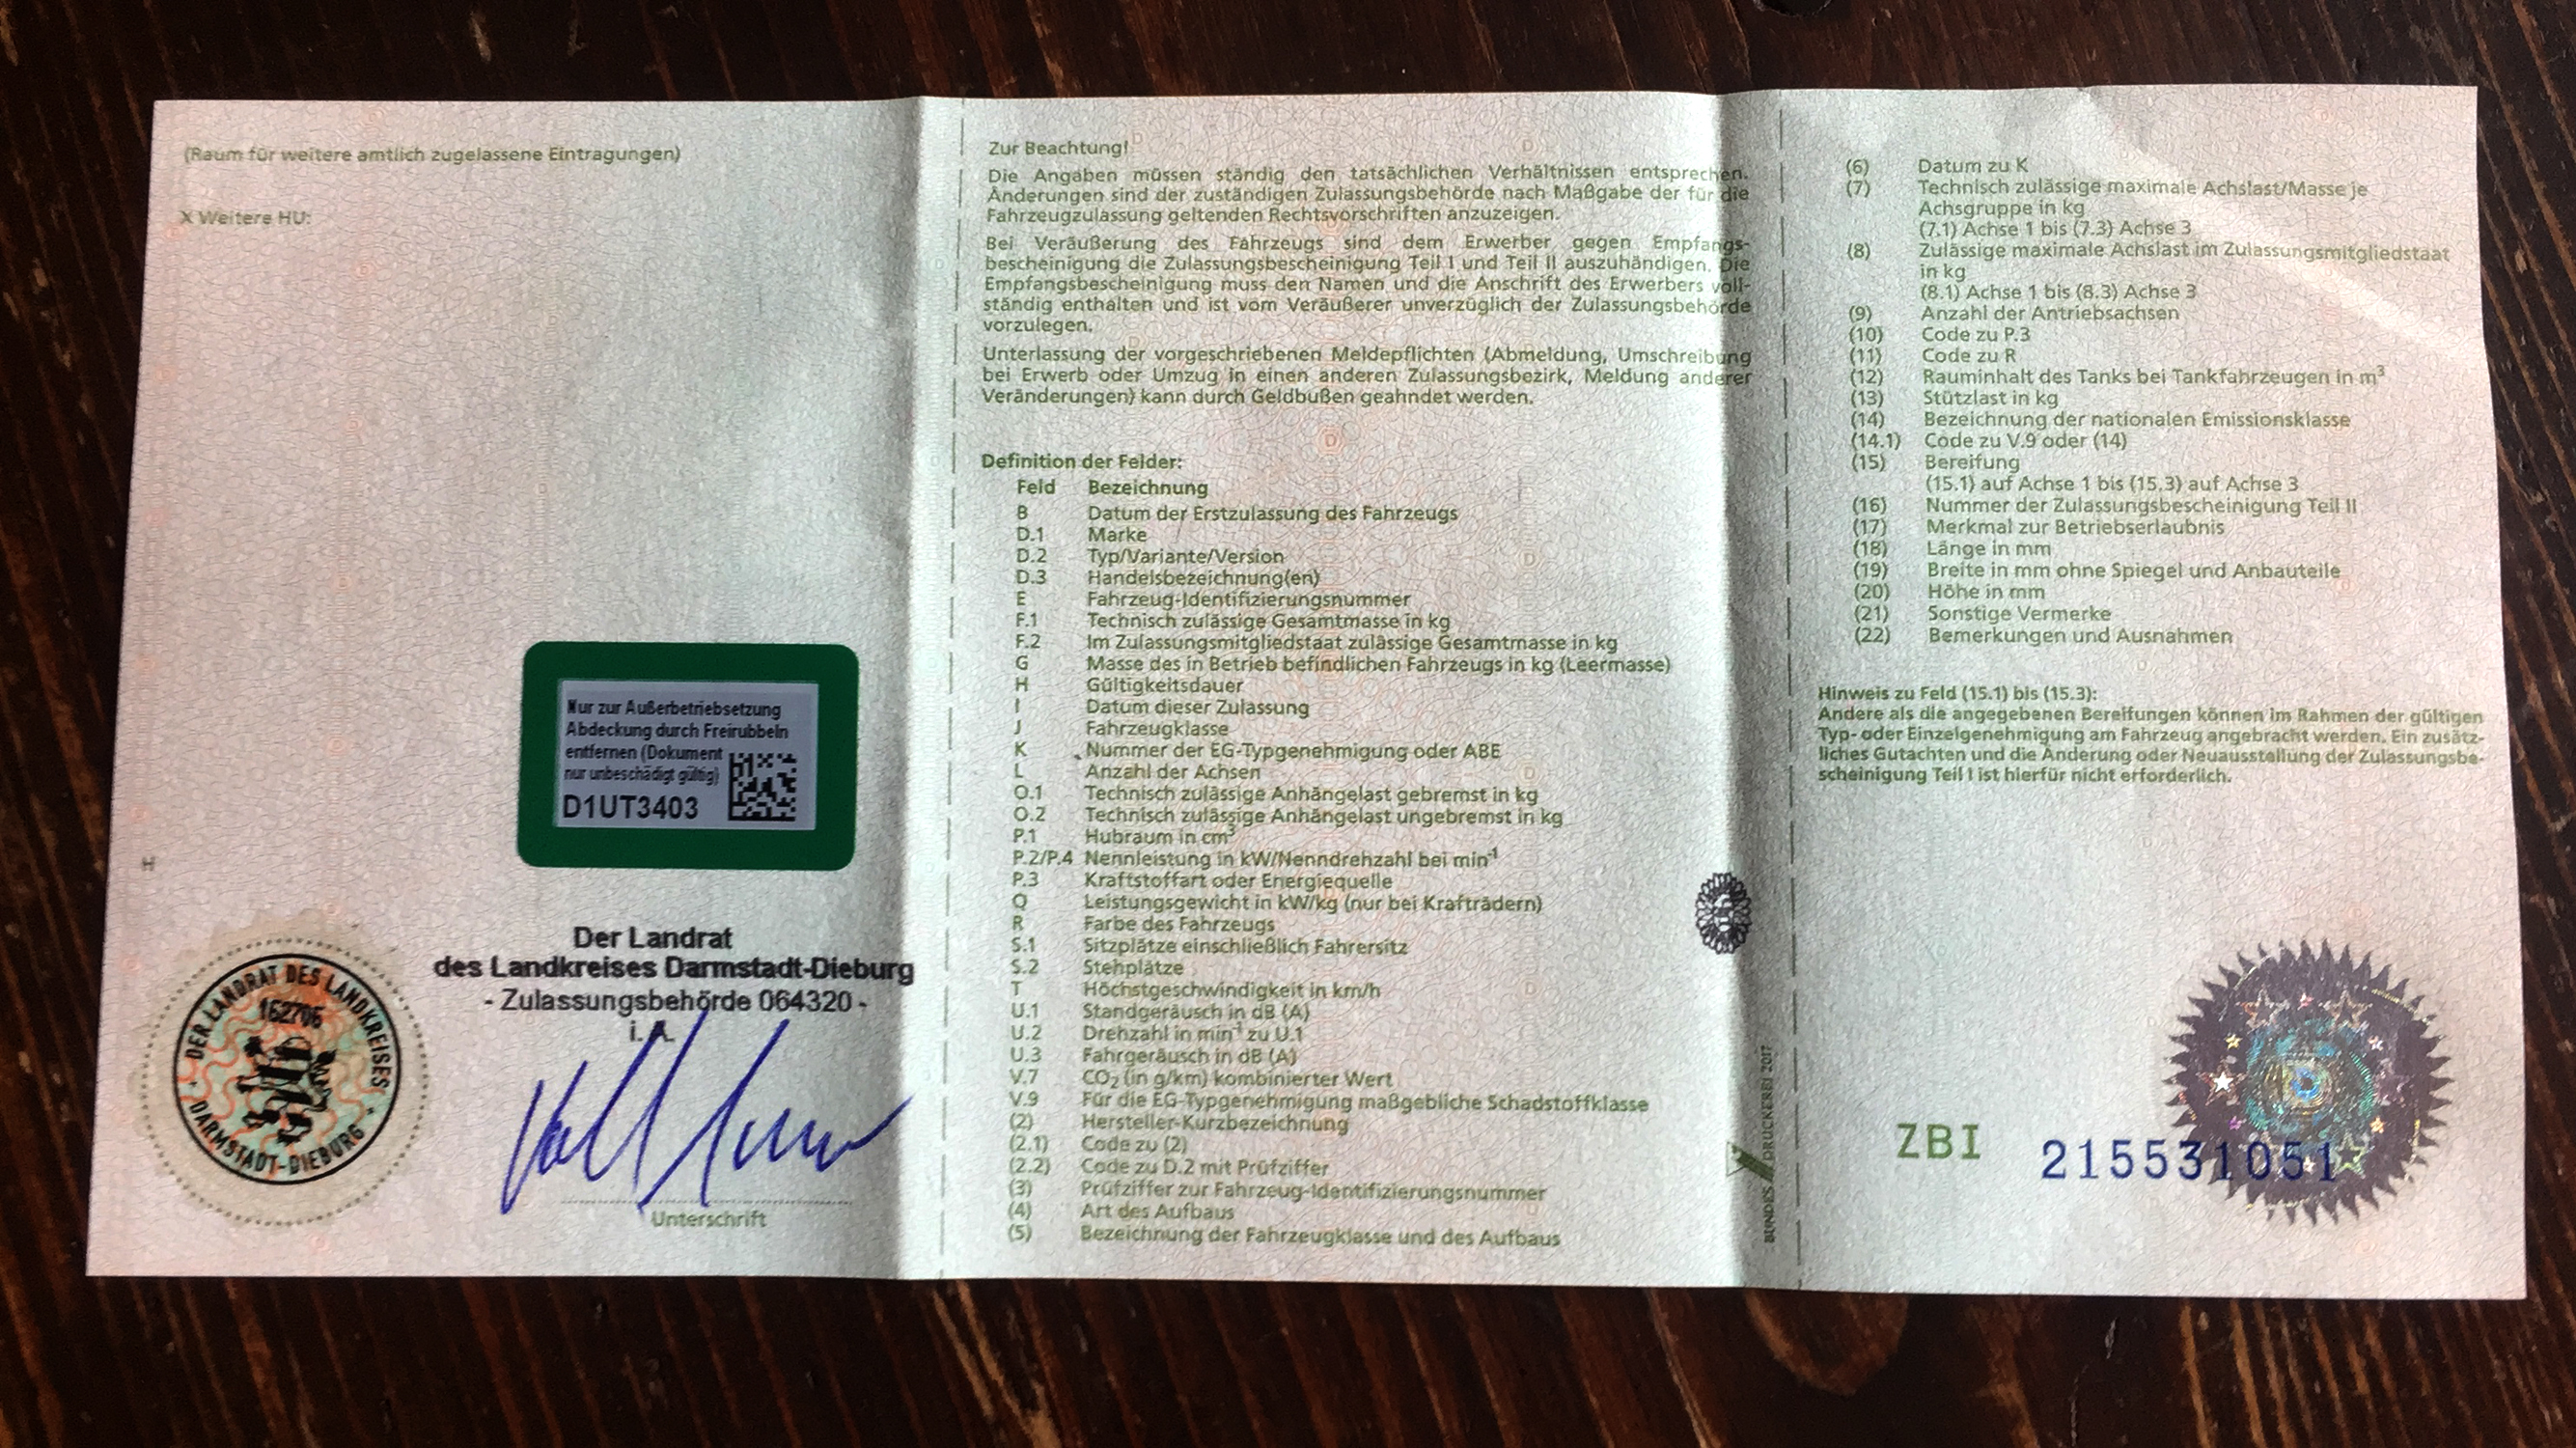 (Raum für weitere amtlich zugelassene Eintragungen)
X Weitere HU:
Nur zur Außerbetriebsetzung
Abdeckung durch Freirubbeln
entfernen (Dokument
nur unbeschädigt gültig)
D1UT3403
H
Der Landrat
des Landkreises Darmstadt-Dieburg
- Zulassungsbehörde 064320 -
i. A.
DER LANDRAT DES LANDKREISES
162706
DARMSTADT-DIEBURG
Unterschrift
Zur Beachtung!
Die Angaben müssen ständig den tatsächlichen Verhältnissen entsprechen.
Änderungen sind der zuständigen Zulassungsbehörde nach Maßgabe der für die
Fahrzeugzulassung geltenden Rechtsvorschriften anzuzeigen.
Bei Veräußerung des Fahrzeugs sind dem Erwerber gegen Empfangs-
bescheinigung die Zulassungsbescheinigung Teil I und Teil II auszuhändigen. Die
Empfangsbescheinigung muss den Namen und die Anschrift des Erwerbers voll-
ständig enthalten und ist vom Veräußerer unverzüglich der Zulassungsbehörde
vorzulegen.
Unterlassung der vorgeschriebenen Meldepflichten (Abmeldung, Umschreibung
bei Erwerb oder Umzug in einen anderen Zulassungsbezirk, Meldung anderer
Veränderungen) kann durch Geldbußen geahndet werden.
Definition der Felder:
Feld Bezeichnung
B Datum der Erstzulassung des Fahrzeugs
D.1 Marke
D.2 Typ/Variante/Version
D.3 Handelsbezeichnung(en)
E Fahrzeug-Identifizierungsnummer
F.1 Technisch zulässige Gesamtmasse in kg
F.2 Im Zulassungsmitgliedstaat zulässige Gesamtmasse in kg
G Masse des in Betrieb befindlichen Fahrzeugs in kg (Leermasse)
H Gültigkeitsdauer
I Datum dieser Zulassung
J Fahrzeugklasse
K Nummer der EG-Typgenehmigung oder ABE
L Anzahl der Achsen
O.1 Technisch zulässige Anhängelast gebremst in kg
O.2 Technisch zulässige Anhängelast ungebremst in kg
P.1 Hubraum in cm³
P.2/P.4 Nennleistung in kW/Nenndrehzahl bei min⁻¹
P.3 Kraftstoffart oder Energiequelle
Q Leistungsgewicht in kW/kg (nur bei Krafträdern)
R Farbe des Fahrzeugs
S.1 Sitzplätze einschließlich Fahrersitz
S.2 Stehplätze
T Höchstgeschwindigkeit in km/h
U.1 Standgeräusch in dB (A)
U.2 Drehzahl in min⁻¹ zu U.1
U.3 Fahrgeräusch in dB (A)
V.7 CO₂ (in g/km) kombinierter Wert
V.9 Für die EG-Typgenehmigung maßgebliche Schadstoffklasse
(2) Hersteller-Kurzbezeichnung
(2.1) Code zu (2)
(2.2) Code zu D.2 mit Prüfziffer
(3) Prüfziffer zur Fahrzeug-Identifizierungsnummer
(4) Art des Aufbaus
(5) Bezeichnung der Fahrzeugklasse und des Aufbaus
BUNDESDRUCKEREI 2017
(6) Datum zu K
(7) Technisch zulässige maximale Achslast/Masse je
Achsgruppe in kg
(7.1) Achse 1 bis (7.3) Achse 3
(8) Zulässige maximale Achslast im Zulassungsmitgliedstaat
in kg
(8.1) Achse 1 bis (8.3) Achse 3
(9) Anzahl der Antriebsachsen
(10) Code zu P.3
(11) Code zu R
(12) Rauminhalt des Tanks bei Tankfahrzeugen in m³
(13) Stützlast in kg
(14) Bezeichnung der nationalen Emissionsklasse
(14.1) Code zu V.9 oder (14)
(15) Bereifung
(15.1) auf Achse 1 bis (15.3) auf Achse 3
(16) Nummer der Zulassungsbescheinigung Teil II
(17) Merkmal zur Betriebserlaubnis
(18) Länge in mm
(19) Breite in mm ohne Spiegel und Anbauteile
(20) Höhe in mm
(21) Sonstige Vermerke
(22) Bemerkungen und Ausnahmen
Hinweis zu Feld (15.1) bis (15.3):
Andere als die angegebenen Bereifungen können im Rahmen der gültigen
Typ- oder Einzelgenehmigung am Fahrzeug angebracht werden. Ein zusätz-
liches Gutachten und die Änderung oder Neuausstellung der Zulassungsbe-
scheinigung Teil I ist hierfür nicht erforderlich.
ZBI 215531051